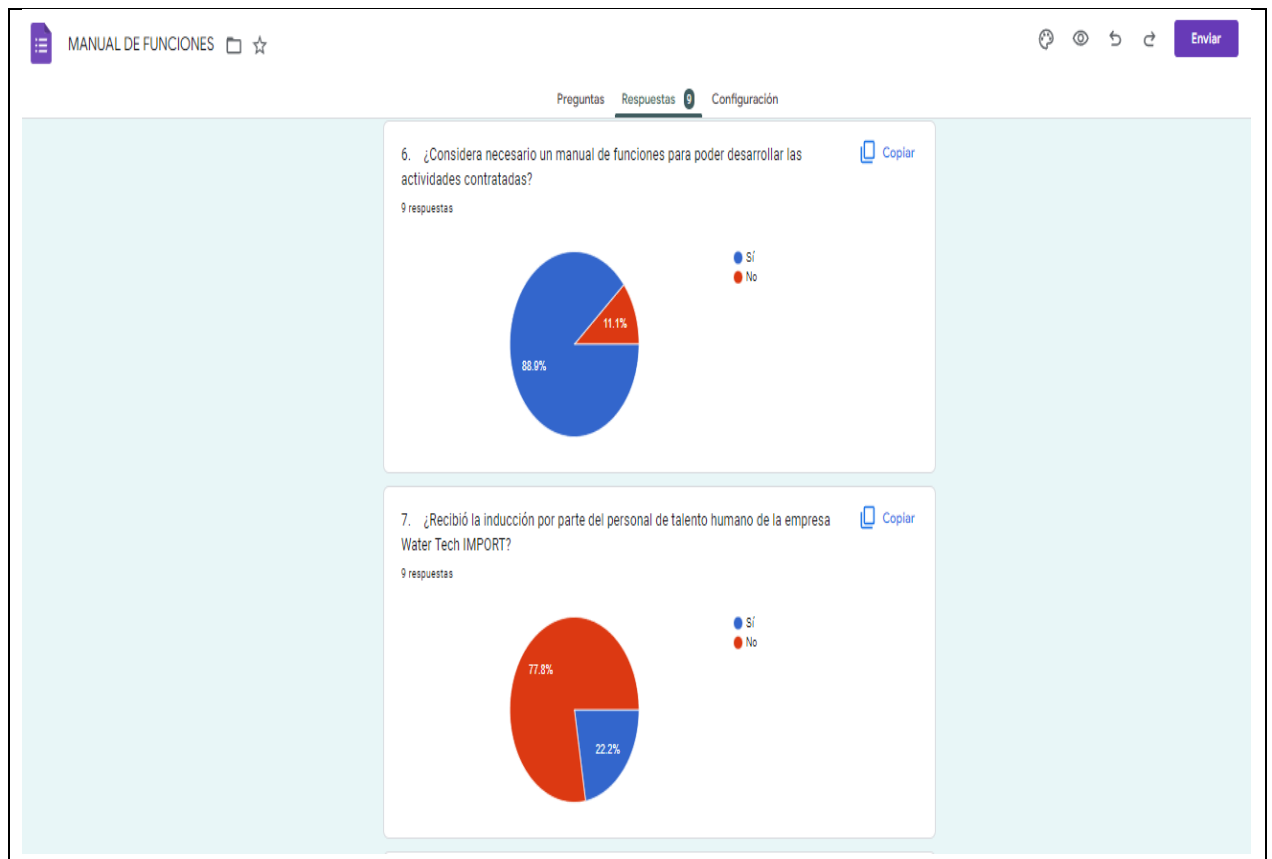 MANUAL DE FUNCIONES
Enviar
Preguntas Respuestas 9 Configuración
6. ¿Considera necesario un manual de funciones para poder desarrollar las
actividades contratadas?
Copiar
9 respuestas
Sí
No
11.1%
88.9%
7. ¿Recibió la inducción por parte del personal de talento humano de la empresa
Water Tech IMPORT?
Copiar
9 respuestas
Sí
No
77.8%
22.2%